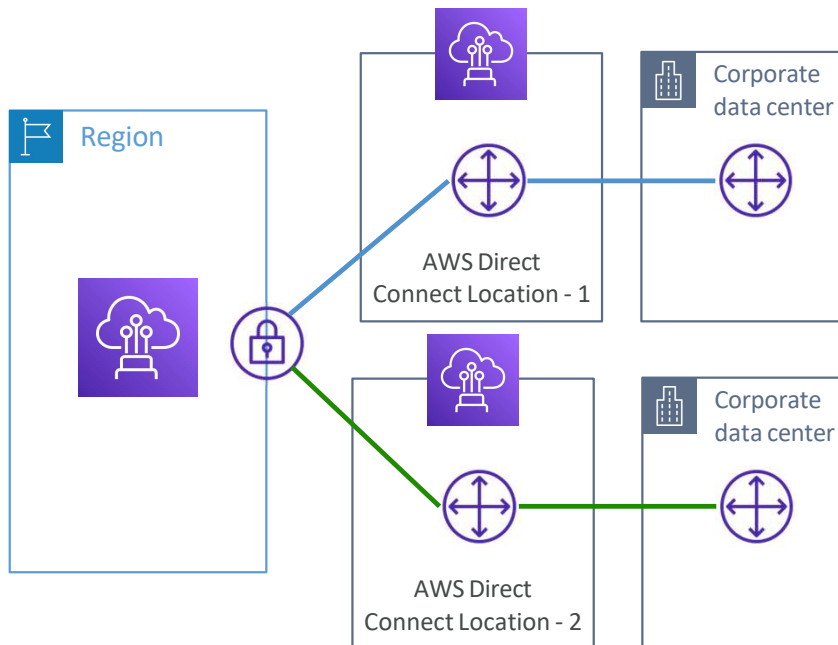 Region
AWS Direct
Connect Location - 1
Corporate
data center
AWS Direct
Connect Location - 2
Corporate
data center